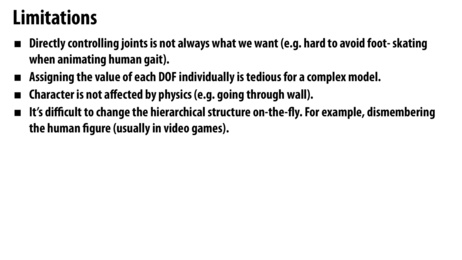 Limitations
■ Directly controlling joints is not always what we want (e.g. hard to avoid foot- skating
when animating human gait).
■ Assigning the value of each DOF individually is tedious for a complex model.
■ Character is not affected by physics (e.g. going through wall).
■ It's difficult to change the hierarchical structure on-the-fly. For example, dismembering
the human figure (usually in video games).